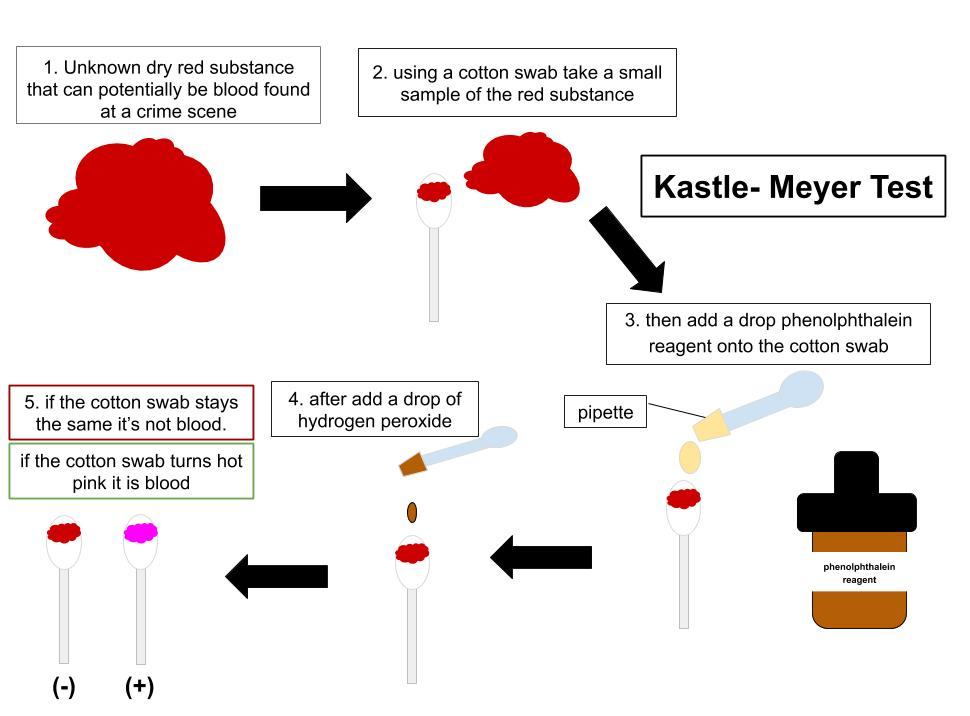 1. Unknown dry red substance
that can potentially be blood found
at a crime scene
2. using a cotton swab take a small
sample of the red substance
Kastle- Meyer Test
3. then add a drop phenolphthalein
reagent onto the cotton swab
pipette
phenolphthalein
reagent
4. after add a drop of
hydrogen peroxide
5. if the cotton swab stays
the same it’s not blood.
if the cotton swab turns hot
pink it is blood
(-) (+)